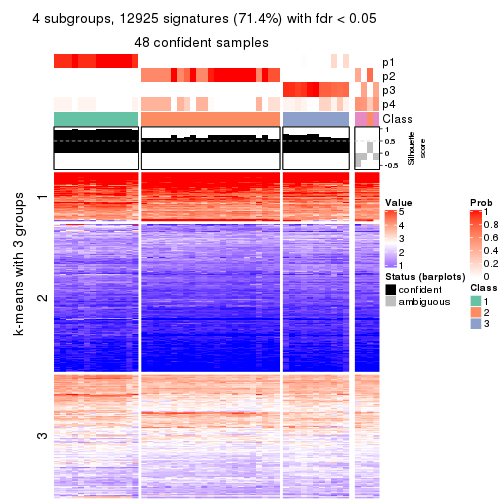 4 subgroups, 12925 signatures (71.4%) with fdr < 0.05
48 confident samples
p1
p2
p3
p4
Class
1
0.5
0
-0.5
Silhouette
score
k-means with 3 groups
1
2
3
Value
5
4
3
2
1
Status (barplots)
confident
ambiguous
Prob
1
0.8
0.6
0.4
0.2
0
Class
1
2
3